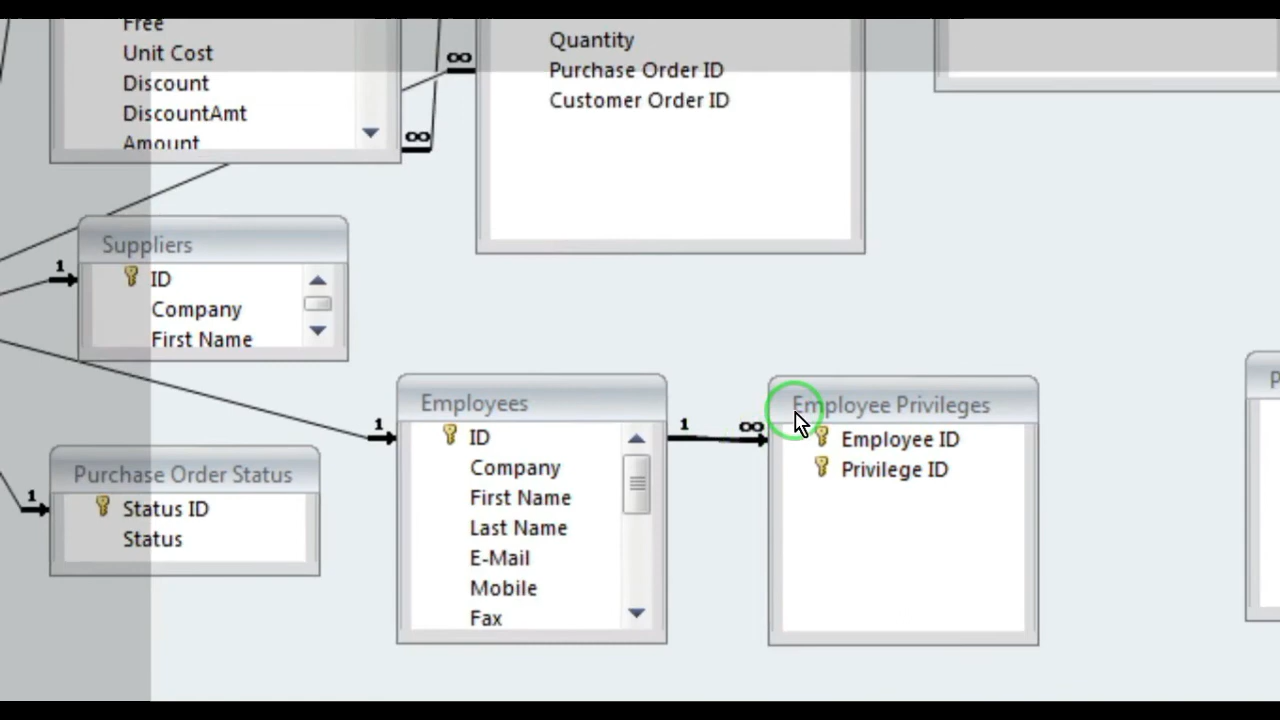 Free
Unit Cost
Discount
DiscountAmt
Amount
∞
∞
Quantity
Purchase Order ID
Customer Order ID
Suppliers
1
ID
Company
First Name
Purchase Order Status
1
Status ID
Status
Employees
1
ID
Company
First Name
Last Name
E-Mail
Mobile
Fax
1
∞
Employee Privileges
Employee ID
Privilege ID
P